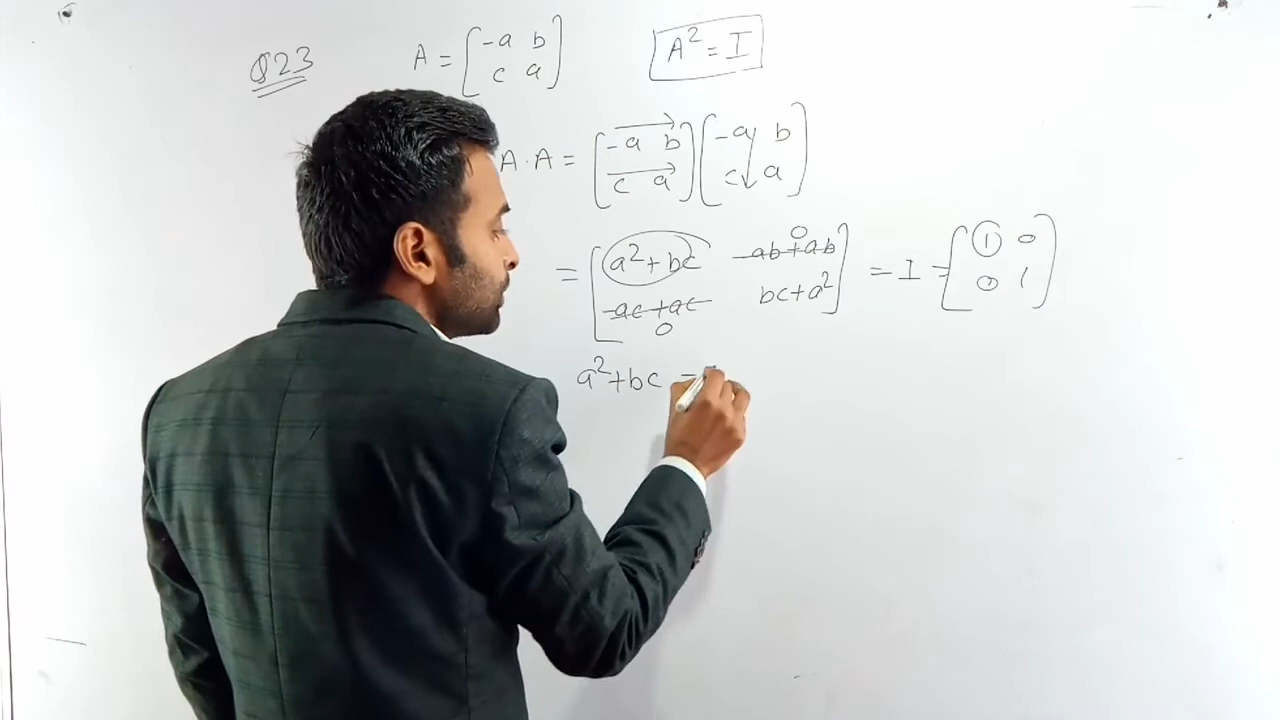 Q23 A = [-a b c a] A² = I
A·A = [-a b c a] [-a b c a]
= [a²+bc -ab+ab 0 -ac+ac 0 bc+a²] = I = [1 0 0 1]
a²+bc =